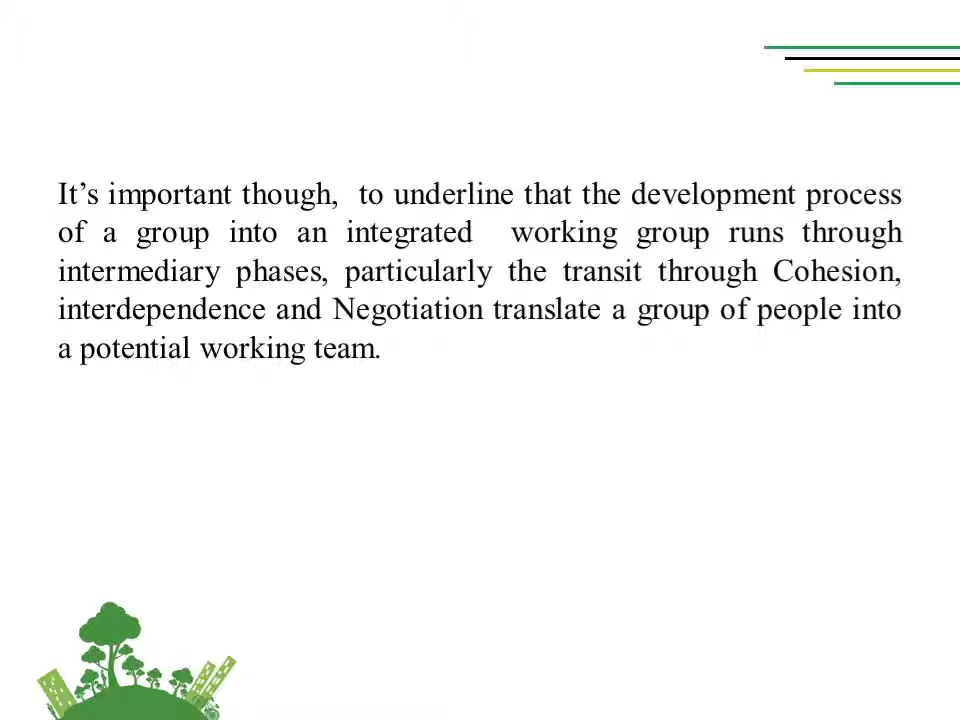 It’s important though,  to underline that the development process
of a group into an integrated  working group runs through
intermediary phases, particularly the transit through Cohesion,
interdependence and Negotiation translate a group of people into
a potential working team.